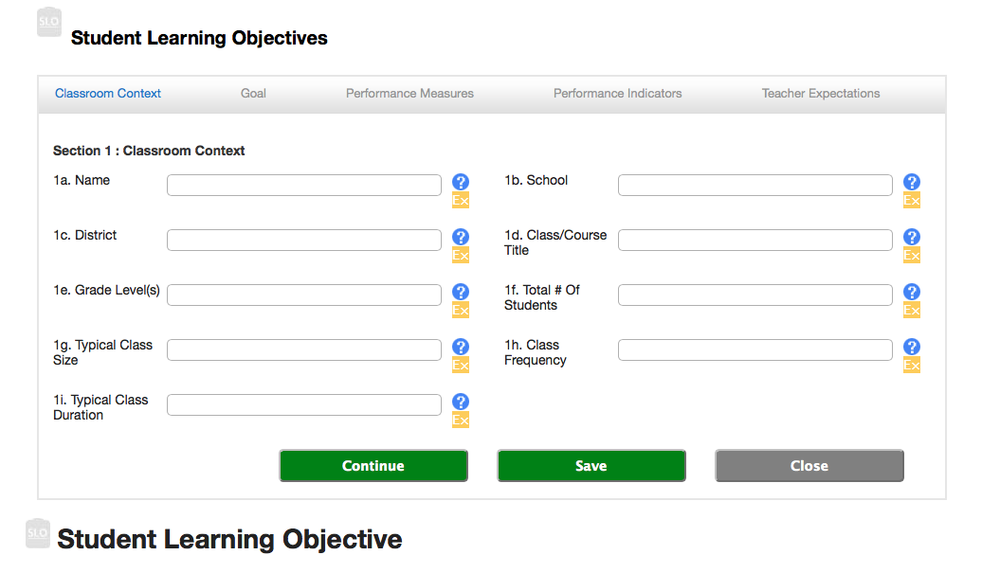 SLO
Student Learning Objectives
Classroom Context Goal Performance Measures Performance Indicators Teacher Expectations
Section 1 : Classroom Context
1a. Name ? 1b. School ?
Ex Ex
1c. District ? 1d. Class/Course ?
Title
Ex Ex
1e. Grade Level(s) ? 1f. Total # Of ?
Students
Ex Ex
1g. Typical Class ? 1h. Class ?
Size Frequency
Ex Ex
1i. Typical Class ?
Duration
Ex
Continue Save Close
SLO
Student Learning Objective